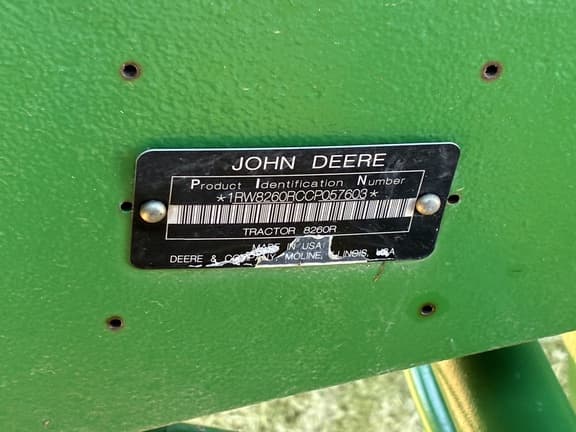 JOHN DEERE
Product Identification Number
*1RW8260RCCP057603*
TRACTOR 8260R
MADE IN USA
DEERE & COMPANY, MOLINE, ILLINOIS, USA